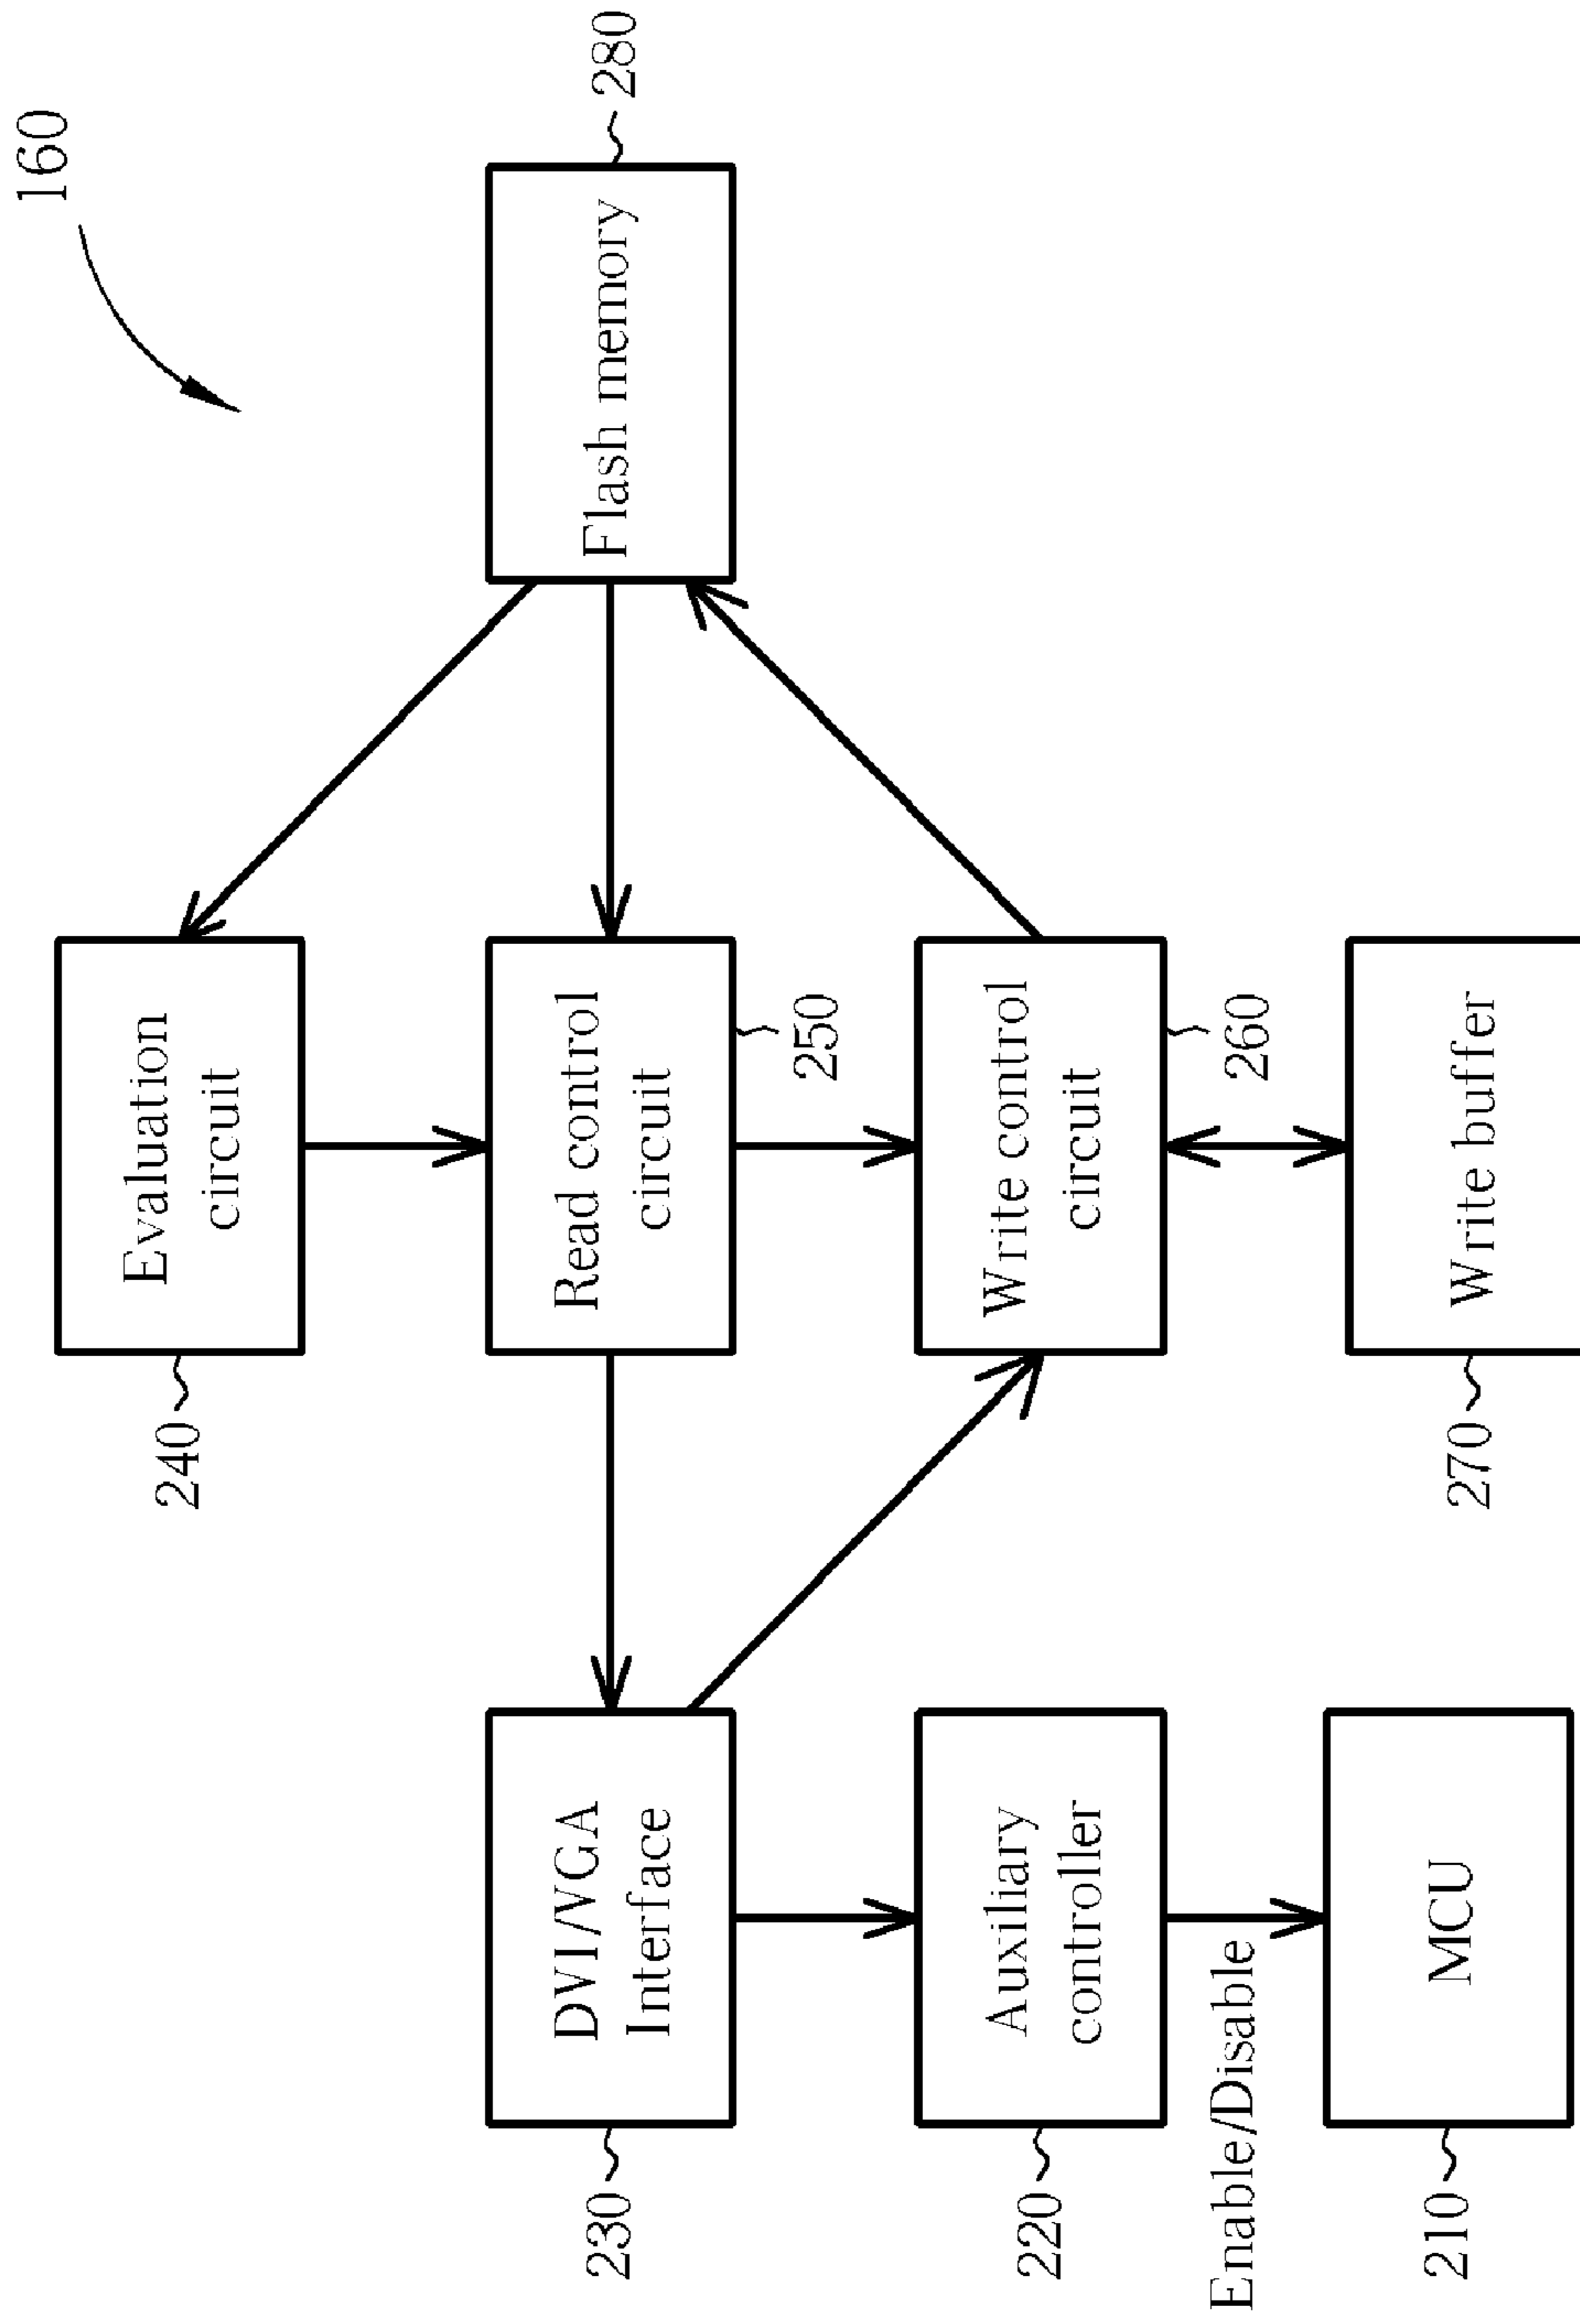 160
240
Evaluation
circuit
230
DVI/VGA
Interface
Read control
circuit
Flash memory
280
250
220
Auxiliary
controller
Write control
circuit
Enable/Disable
260
210
MCU
270
Write buffer